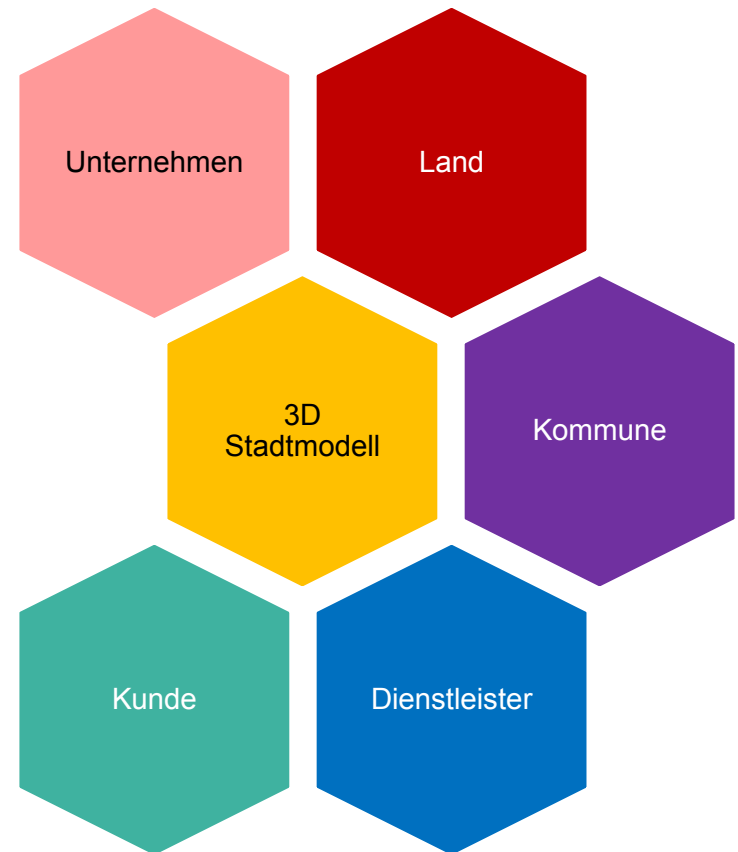 Unternehmen
Land
3D
Stadtmodell
Kommune
Kunde
Dienstleister